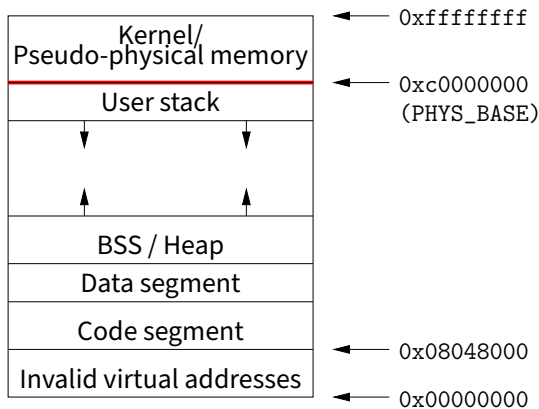 Kernel/
Pseudo-physical memory
User stack
BSS / Heap
Data segment
Code segment
Invalid virtual addresses
0xffffffff
0xc0000000
(PHYS_BASE)
0x08048000
0x00000000